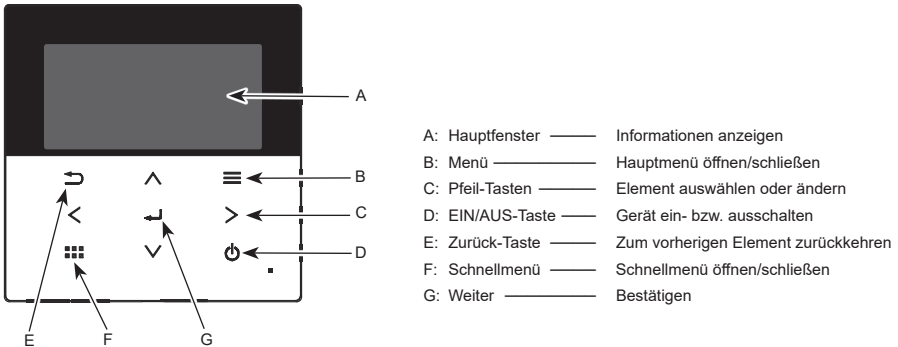 A
B
C
D
E
F
G
A: Hauptfenster Informationen anzeigen
B: Menü Hauptmenü öffnen/schließen
C: Pfeil-Tasten Element auswählen oder ändern
D: EIN/AUS-Taste Gerät ein- bzw. ausschalten
E: Zurück-Taste Zum vorherigen Element zurückkehren
F: Schnellmenü Schnellmenü öffnen/schließen
G: Weiter Bestätigen